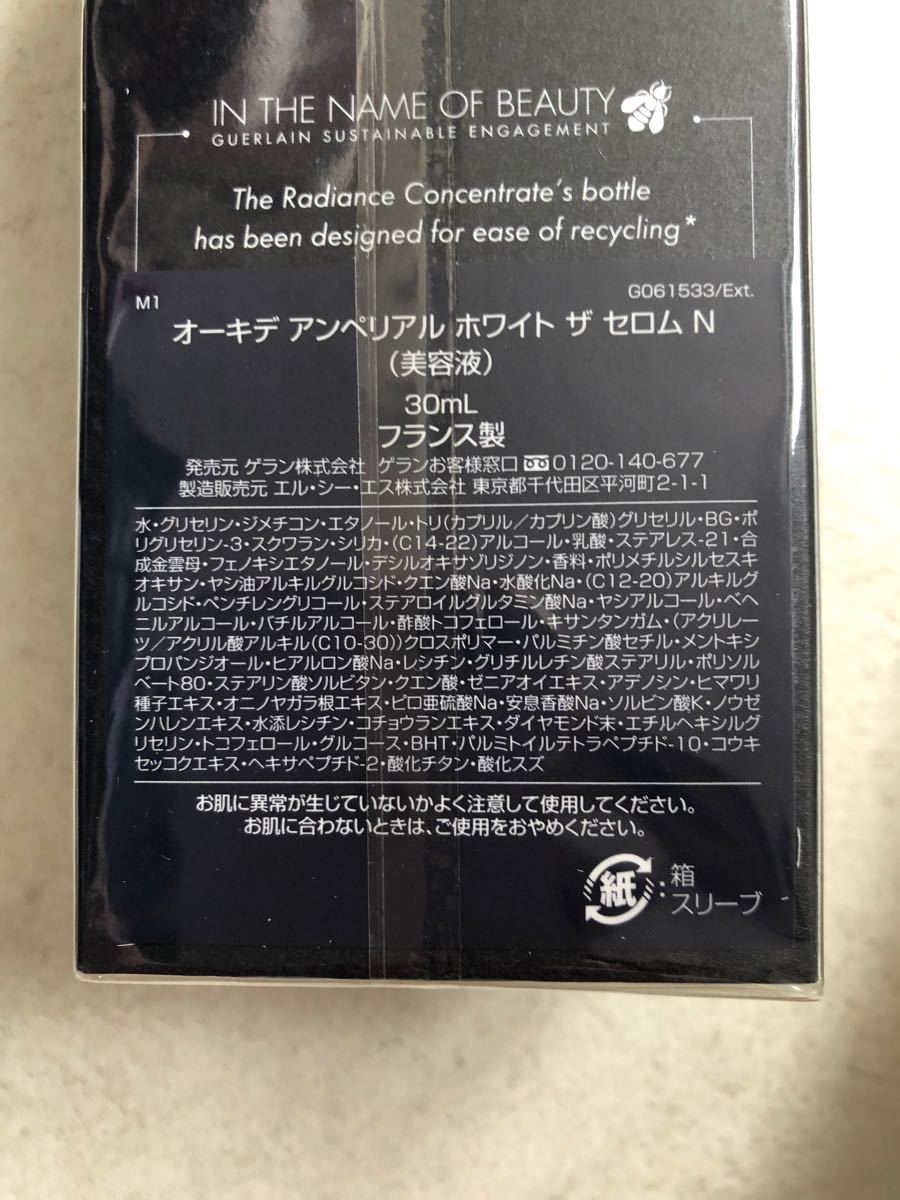 IN THE NAME OF BEAUTY
GUERLAIN SUSTAINABLE ENGAGEMENT
The Radiance Concentrate's bottle
has been designed for ease of recycling*
M1
G061533/Ext.
オーキデ アンペリアル ホワイト ザ セロム N
（美容液）
30mL
フランス製
発売元 ゲラン株式会社 ゲランお客様窓口 0120-140-677
製造販売元 エル・シー・エス株式会社 東京都千代田区平河町2-1-1
水・グリセリン・ジメチコン・エタノール・トリ（カプリル／カプリン酸）グリセリル・BG・ポ
リグリセリン-3・スクワラン・シリカ・（C14-22）アルコール・乳酸・ステアレス-21・合
成金雲母・フェノキシエタノール・デシルオキサゾリジノン・香料・ポリメチルシルセスキ
オキサン・ヤシ油アルキルグルコシド・クエン酸Na・水酸化Na・（C12-20）アルキルグ
ルコシド・ペンチレングリコール・ステアロイルグルタミン酸Na・ヤシアルコール・ベヘ
ニルアルコール・バチルアルコール・酢酸トコフェロール・キサンタンガム・（アクリレー
ツ／アクリル酸アルキル（C10-30））クロスポリマー・パルミチン酸セチル・メントキシ
プロパンジオール・ヒアルロン酸Na・レシチン・グリチルレチン酸ステアリル・ポリソル
ベート80・ステアリン酸ソルビタン・クエン酸・ゼニアオイエキス・アデノシン・ヒマワリ
種子エキス・オニノヤガラ根エキス・ピロ亜硫酸Na・安息香酸Na・ソルビン酸K・ノウゼ
ンハレンエキス・水添レシチン・コチョウランエキス・ダイヤモンド末・エチルヘキシルグ
リセリン・トコフェロール・グルコース・BHT・パルミトイルテトラペプチド-10・コウキ
セッコクエキス・ヘキサペプチド-2・酸化チタン・酸化スズ
お肌に異常が生じていないかよく注意して使用してください。
お肌に合わないときは、ご使用をおやめください。
紙：箱
スリーブ